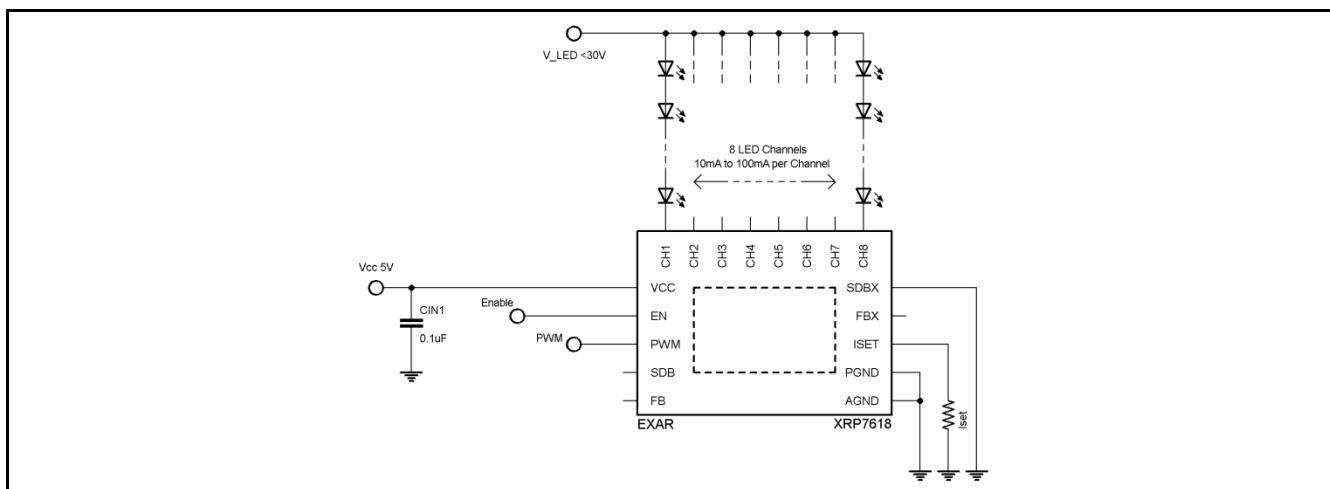 V_LED <30V
8 LED Channels
10mA to 100mA per Channel
CH1
CH2
CH3
CH4
CH5
CH6
CH7
CH8
Vcc 5V
CIN1
0.1uF
Enable
PWM
VCC
EN
PWM
SDB
FB
SDBX
FBX
ISET
PGND
AGND
Iset
EXAR
XRP7618